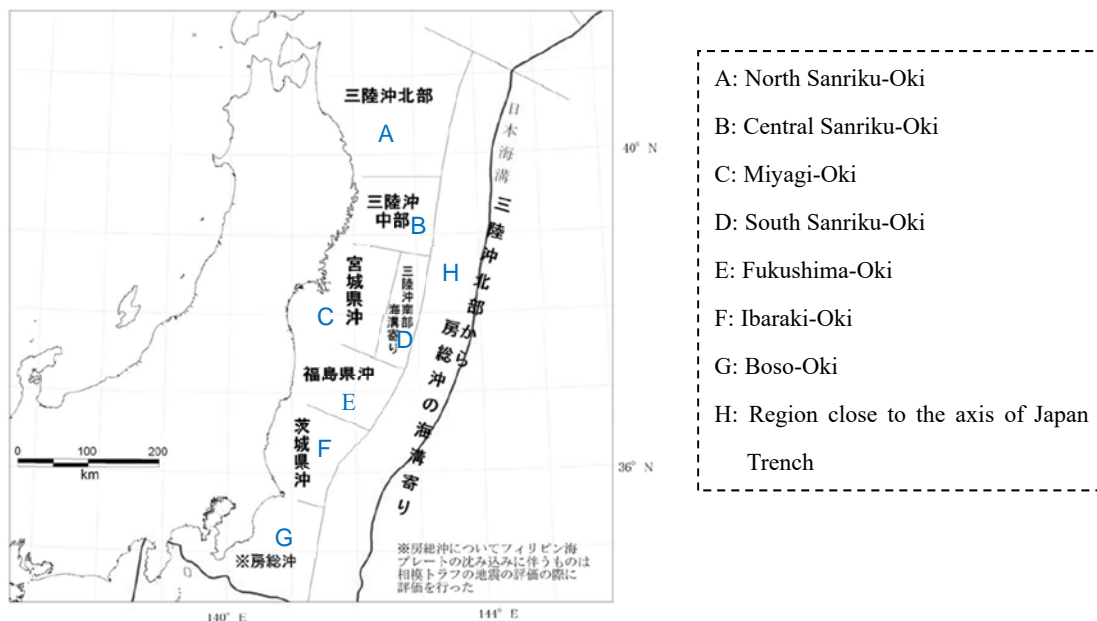 三陸沖北部
A
日本海溝
40° N
三陸沖
中部
B
三陸沖北部から
房総沖の海溝寄り
H
宮城県沖
C
三陸沖南部
海溝寄り
D
福島県沖
E
茨城県沖
F
0 100 200
km
36° N
G
※房総沖
※房総沖についてフィリピン海
プレートの沈み込みに伴うものは
相模トラフの地震の評価の際に
評価を行った
140° E
144° E
A: North Sanriku-Oki
B: Central Sanriku-Oki
C: Miyagi-Oki
D: South Sanriku-Oki
E: Fukushima-Oki
F: Ibaraki-Oki
G: Boso-Oki
H: Region close to the axis of Japan
Trench